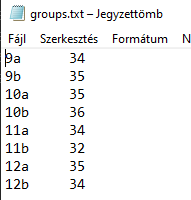 groups.txt – Jegyzettömb
Fájl Szerkesztés Formátum N
9a 34
9b 35
10a 35
10b 36
11a 34
11b 32
12a 35
12b 34